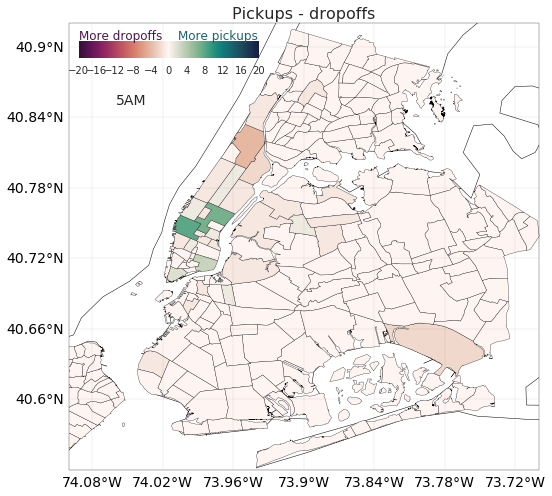 Pickups - dropoffs
More dropoffs More pickups
−20 −16 −12 −8 −4 0 4 8 12 16 20
5AM
40.9°N
40.84°N
40.78°N
40.72°N
40.66°N
40.6°N
74.08°W 74.02°W 73.96°W 73.9°W 73.84°W 73.78°W 73.72°W